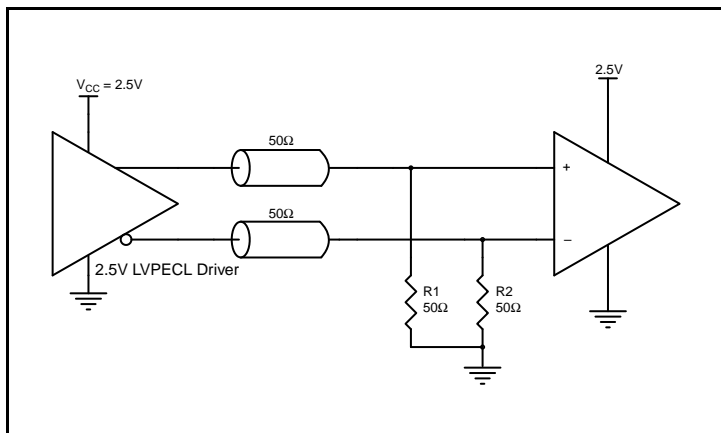 V_CC = 2.5V
2.5V
50Ω
50Ω
+
−
2.5V LVPECL Driver
R1
50Ω
R2
50Ω